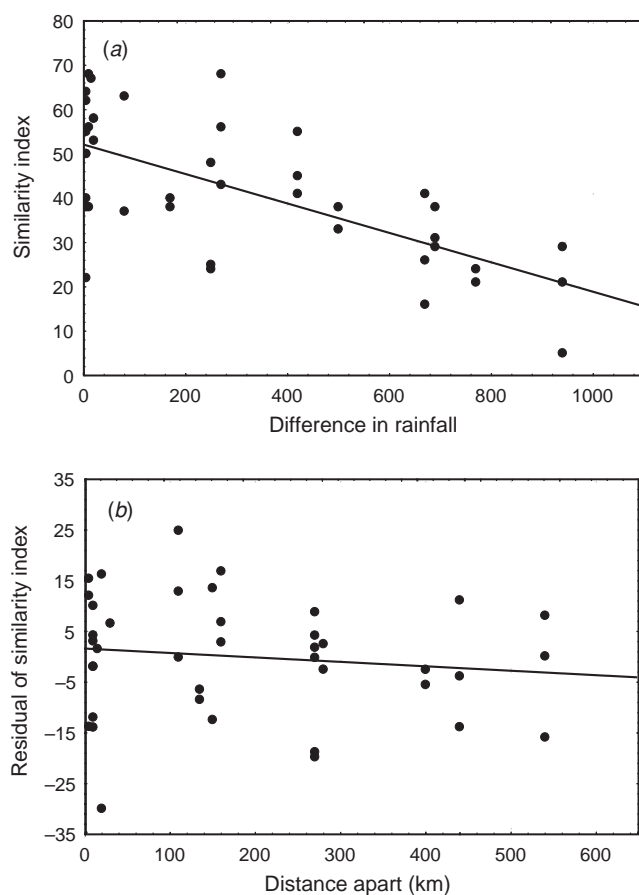 (a)
80
70
60
50
40
30
20
10
0
Similarity index
0 200 400 600 800 1000
Difference in rainfall
(b)
35
25
15
5
–5
–15
–25
–35
Residual of similarity index
0 100 200 300 400 500 600
Distance apart (km)